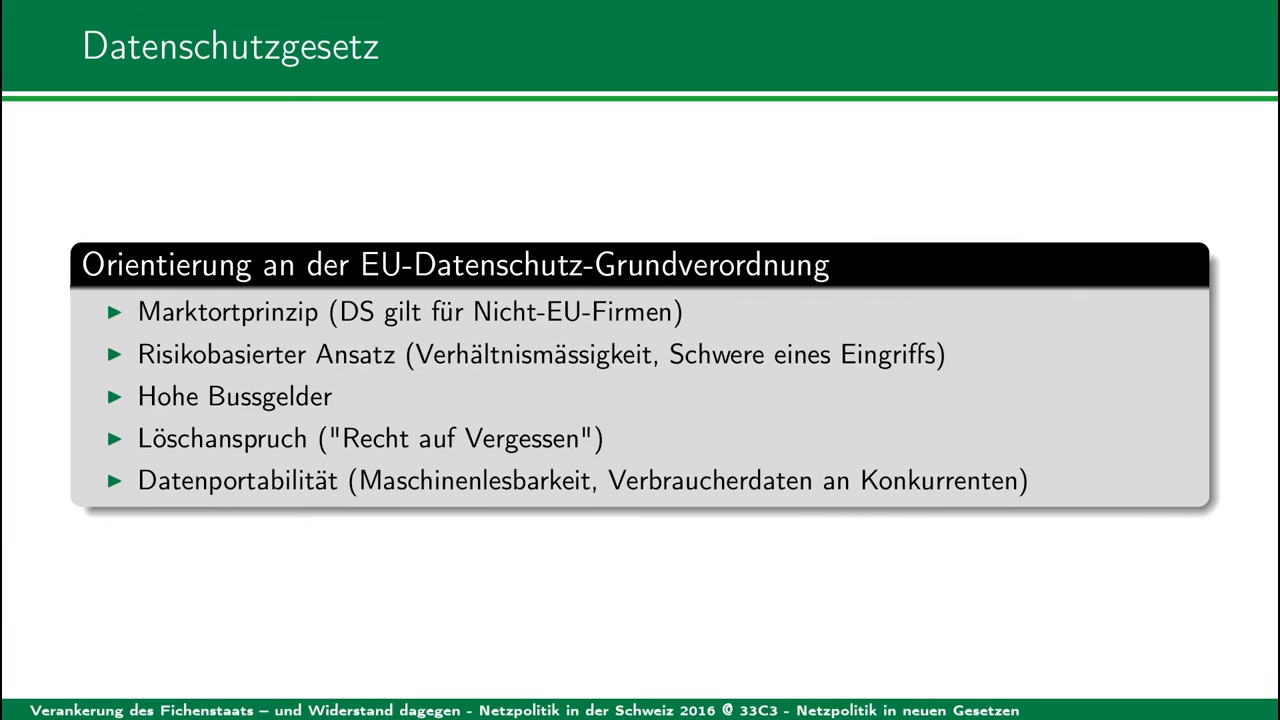 Datenschutzgesetz
Orientierung an der EU-Datenschutz-Grundverordnung
Marktortprinzip (DS gilt für Nicht-EU-Firmen)
Risikobasierter Ansatz (Verhältnismässigkeit, Schwere eines Eingriffs)
Hohe Bussgelder
Löschanspruch ("Recht auf Vergessen")
Datenportabilität (Maschinenlesbarkeit, Verbraucherdaten an Konkurrenten)
Verankerung des Fichenstaats – und Widerstand dagegen - Netzpolitik in der Schweiz 2016 @ 33C3 - Netzpolitik in neuen Gesetzen